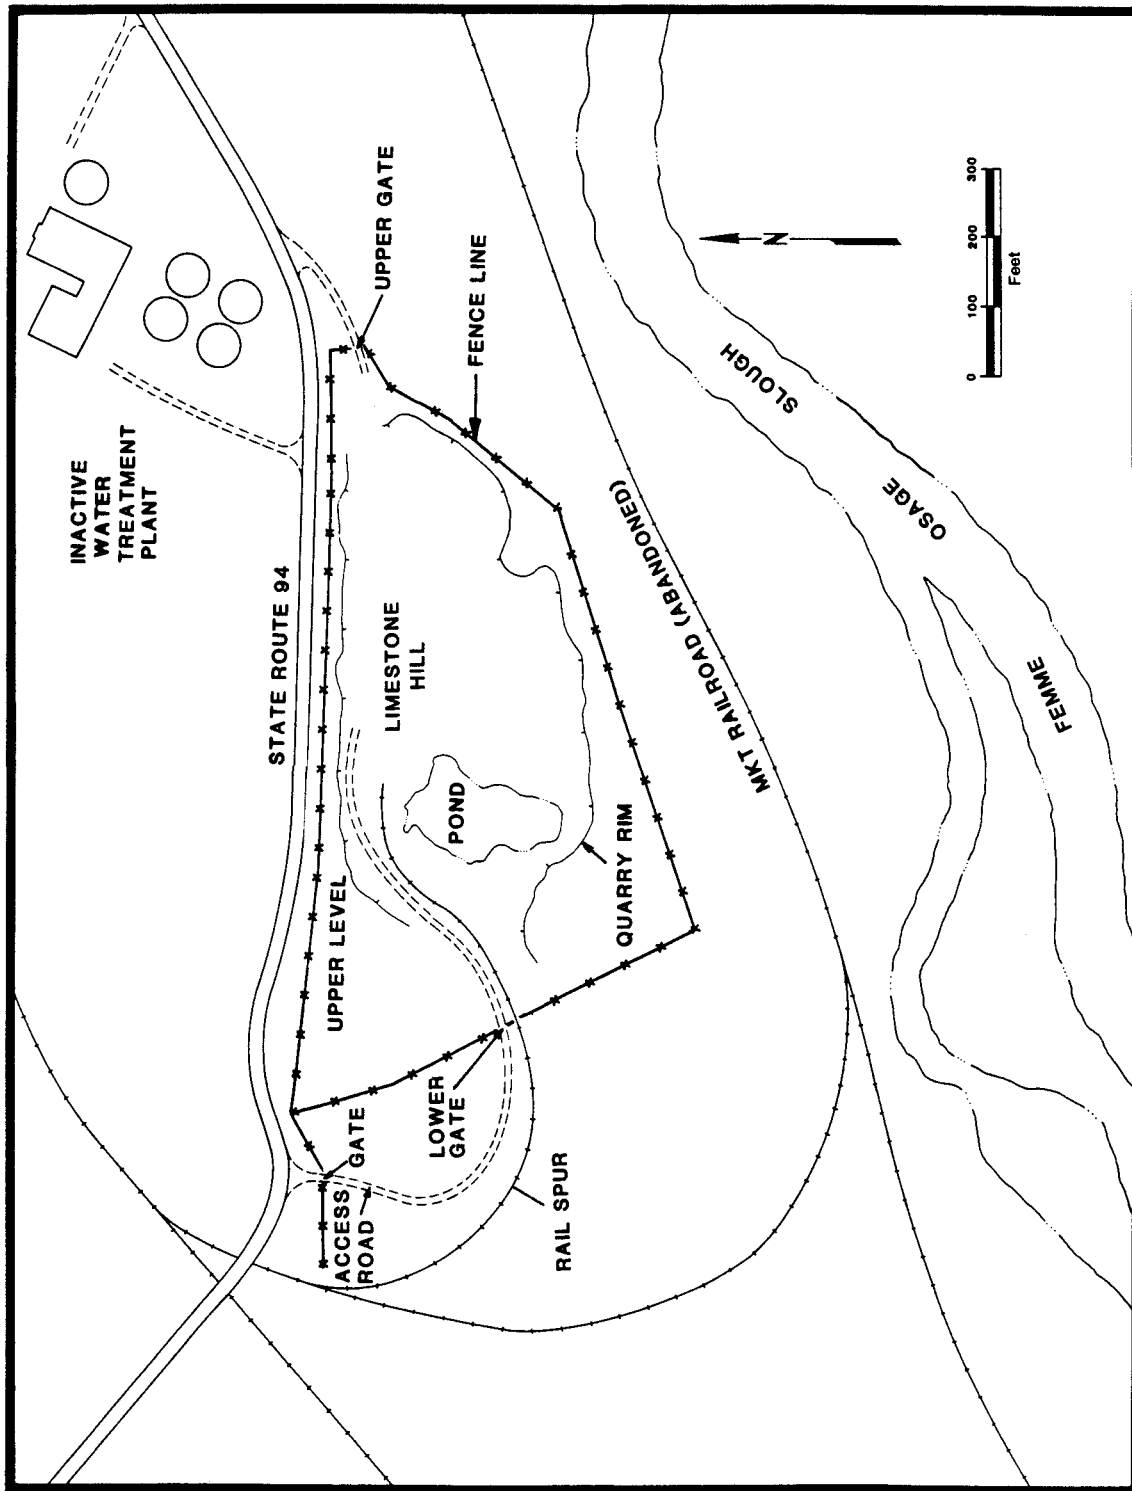 INACTIVE
WATER
TREATMENT
PLANT
STATE ROUTE 94
UPPER GATE
UPPER LEVEL
LIMESTONE
HILL
FENCE LINE
GATE
ACCESS
ROAD
LOWER
GATE
POND
QUARRY RIM
RAIL SPUR
MKT RAILROAD (ABANDONED)
N
FEMME
OSAGE
SLOUGH
0 100 200 300
Feet